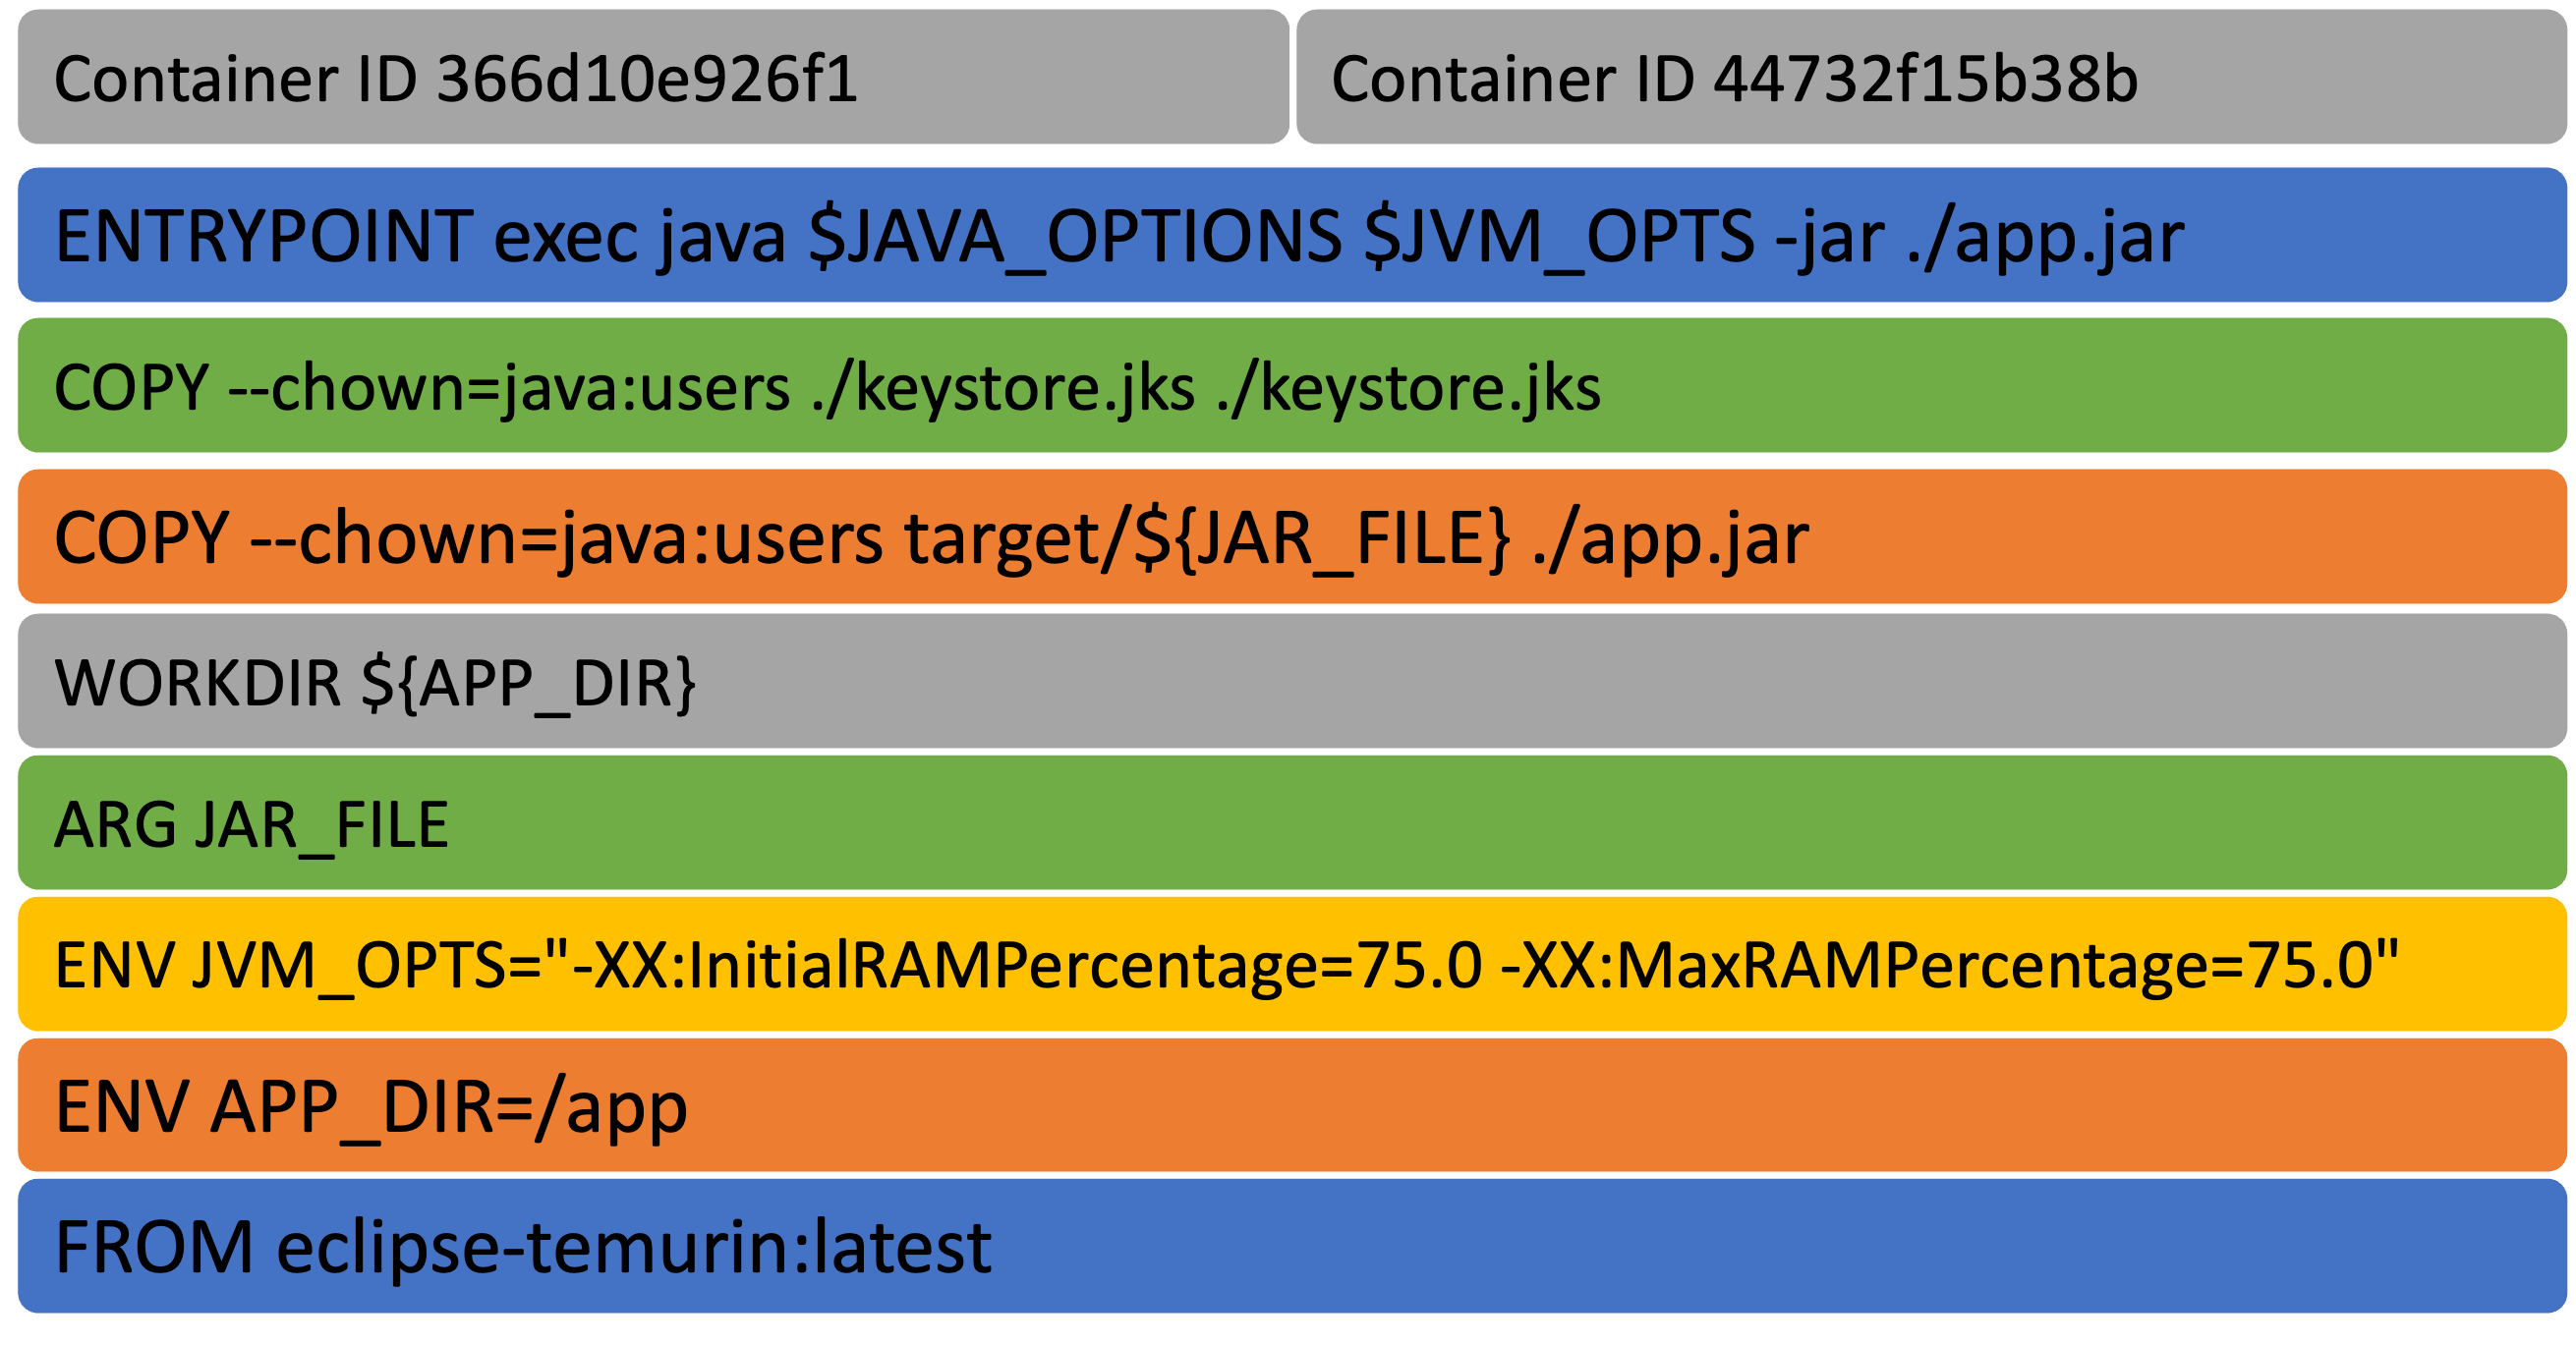 Container ID 366d10e926f1
Container ID 44732f15b38b
ENTRYPOINT exec java $JAVA_OPTIONS $JVM_OPTS -jar ./app.jar
COPY --chown=java:users ./keystore.jks ./keystore.jks
COPY --chown=java:users target/${JAR_FILE} ./app.jar
WORKDIR ${APP_DIR}
ARG JAR_FILE
ENV JVM_OPTS="-XX:InitialRAMPercentage=75.0 -XX:MaxRAMPercentage=75.0"
ENV APP_DIR=/app
FROM eclipse-temurin:latest